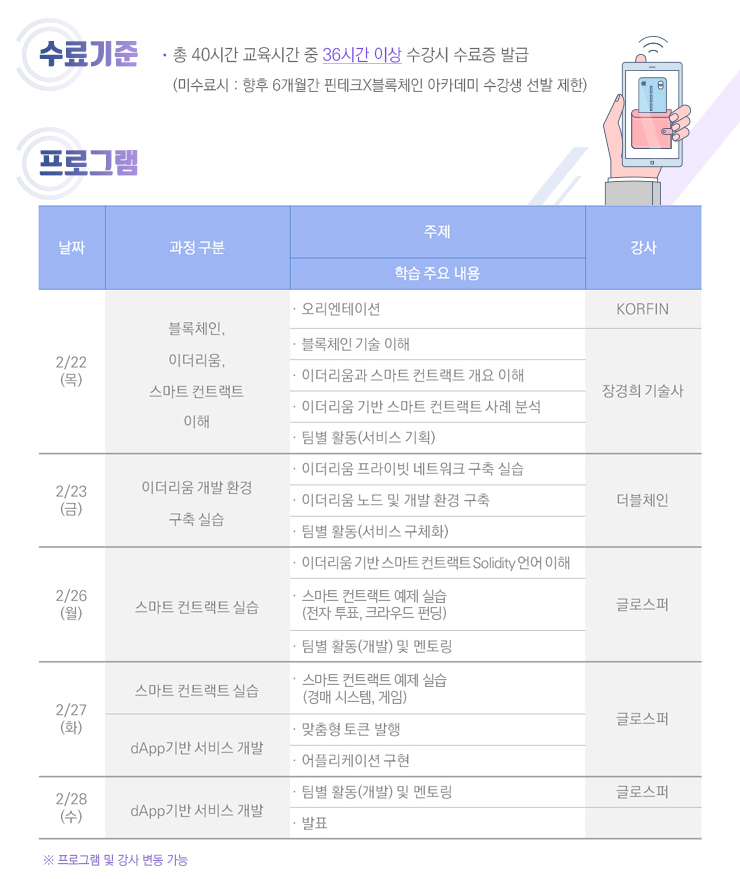 수료기준
· 총 40시간 교육시간 중 36시간 이상 수강시 수료증 발급
(미수료시 : 향후 6개월간 핀테크X블록체인 아카데미 수강생 선발 제한)
프로그램
날짜
과정 구분
주제
학습 주요 내용
강사
2/22
(목)
블록체인,
이더리움,
스마트 컨트랙트
이해
· 오리엔테이션
KORFIN
· 블록체인 기술 이해
· 이더리움과 스마트 컨트랙트 개요 이해
· 이더리움 기반 스마트 컨트랙트 사례 분석
· 팀별 활동(서비스 기획)
장경희 기술사
2/23
(금)
이더리움 개발 환경
구축 실습
· 이더리움 프라이빗 네트워크 구축 실습
· 이더리움 노드 및 개발 환경 구축
· 팀별 활동(서비스 구체화)
더블체인
2/26
(월)
스마트 컨트랙트 실습
· 이더리움 기반 스마트 컨트랙트 Solidity 언어 이해
· 스마트 컨트랙트 예제 실습
(전자 투표, 크라우드 펀딩)
· 팀별 활동(개발) 및 멘토링
글로스퍼
2/27
(화)
스마트 컨트랙트 실습
· 스마트 컨트랙트 예제 실습
(경매 시스템, 게임)
dApp기반 서비스 개발
· 맞춤형 토큰 발행
· 어플리케이션 구현
글로스퍼
2/28
(수)
dApp기반 서비스 개발
· 팀별 활동(개발) 및 멘토링
글로스퍼
· 발표
※ 프로그램 및 강사 변동 가능